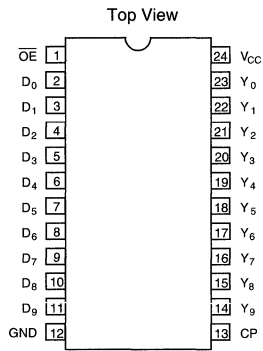 Top View
O̅E̅ 1 24 V_CC
D₀ 2 23 Y₀
D₁ 3 22 Y₁
D₂ 4 21 Y₂
D₃ 5 20 Y₃
D₄ 6 19 Y₄
D₅ 7 18 Y₅
D₆ 8 17 Y₆
D₇ 9 16 Y₇
D₈ 10 15 Y₈
D₉ 11 14 Y₉
GND 12 13 CP